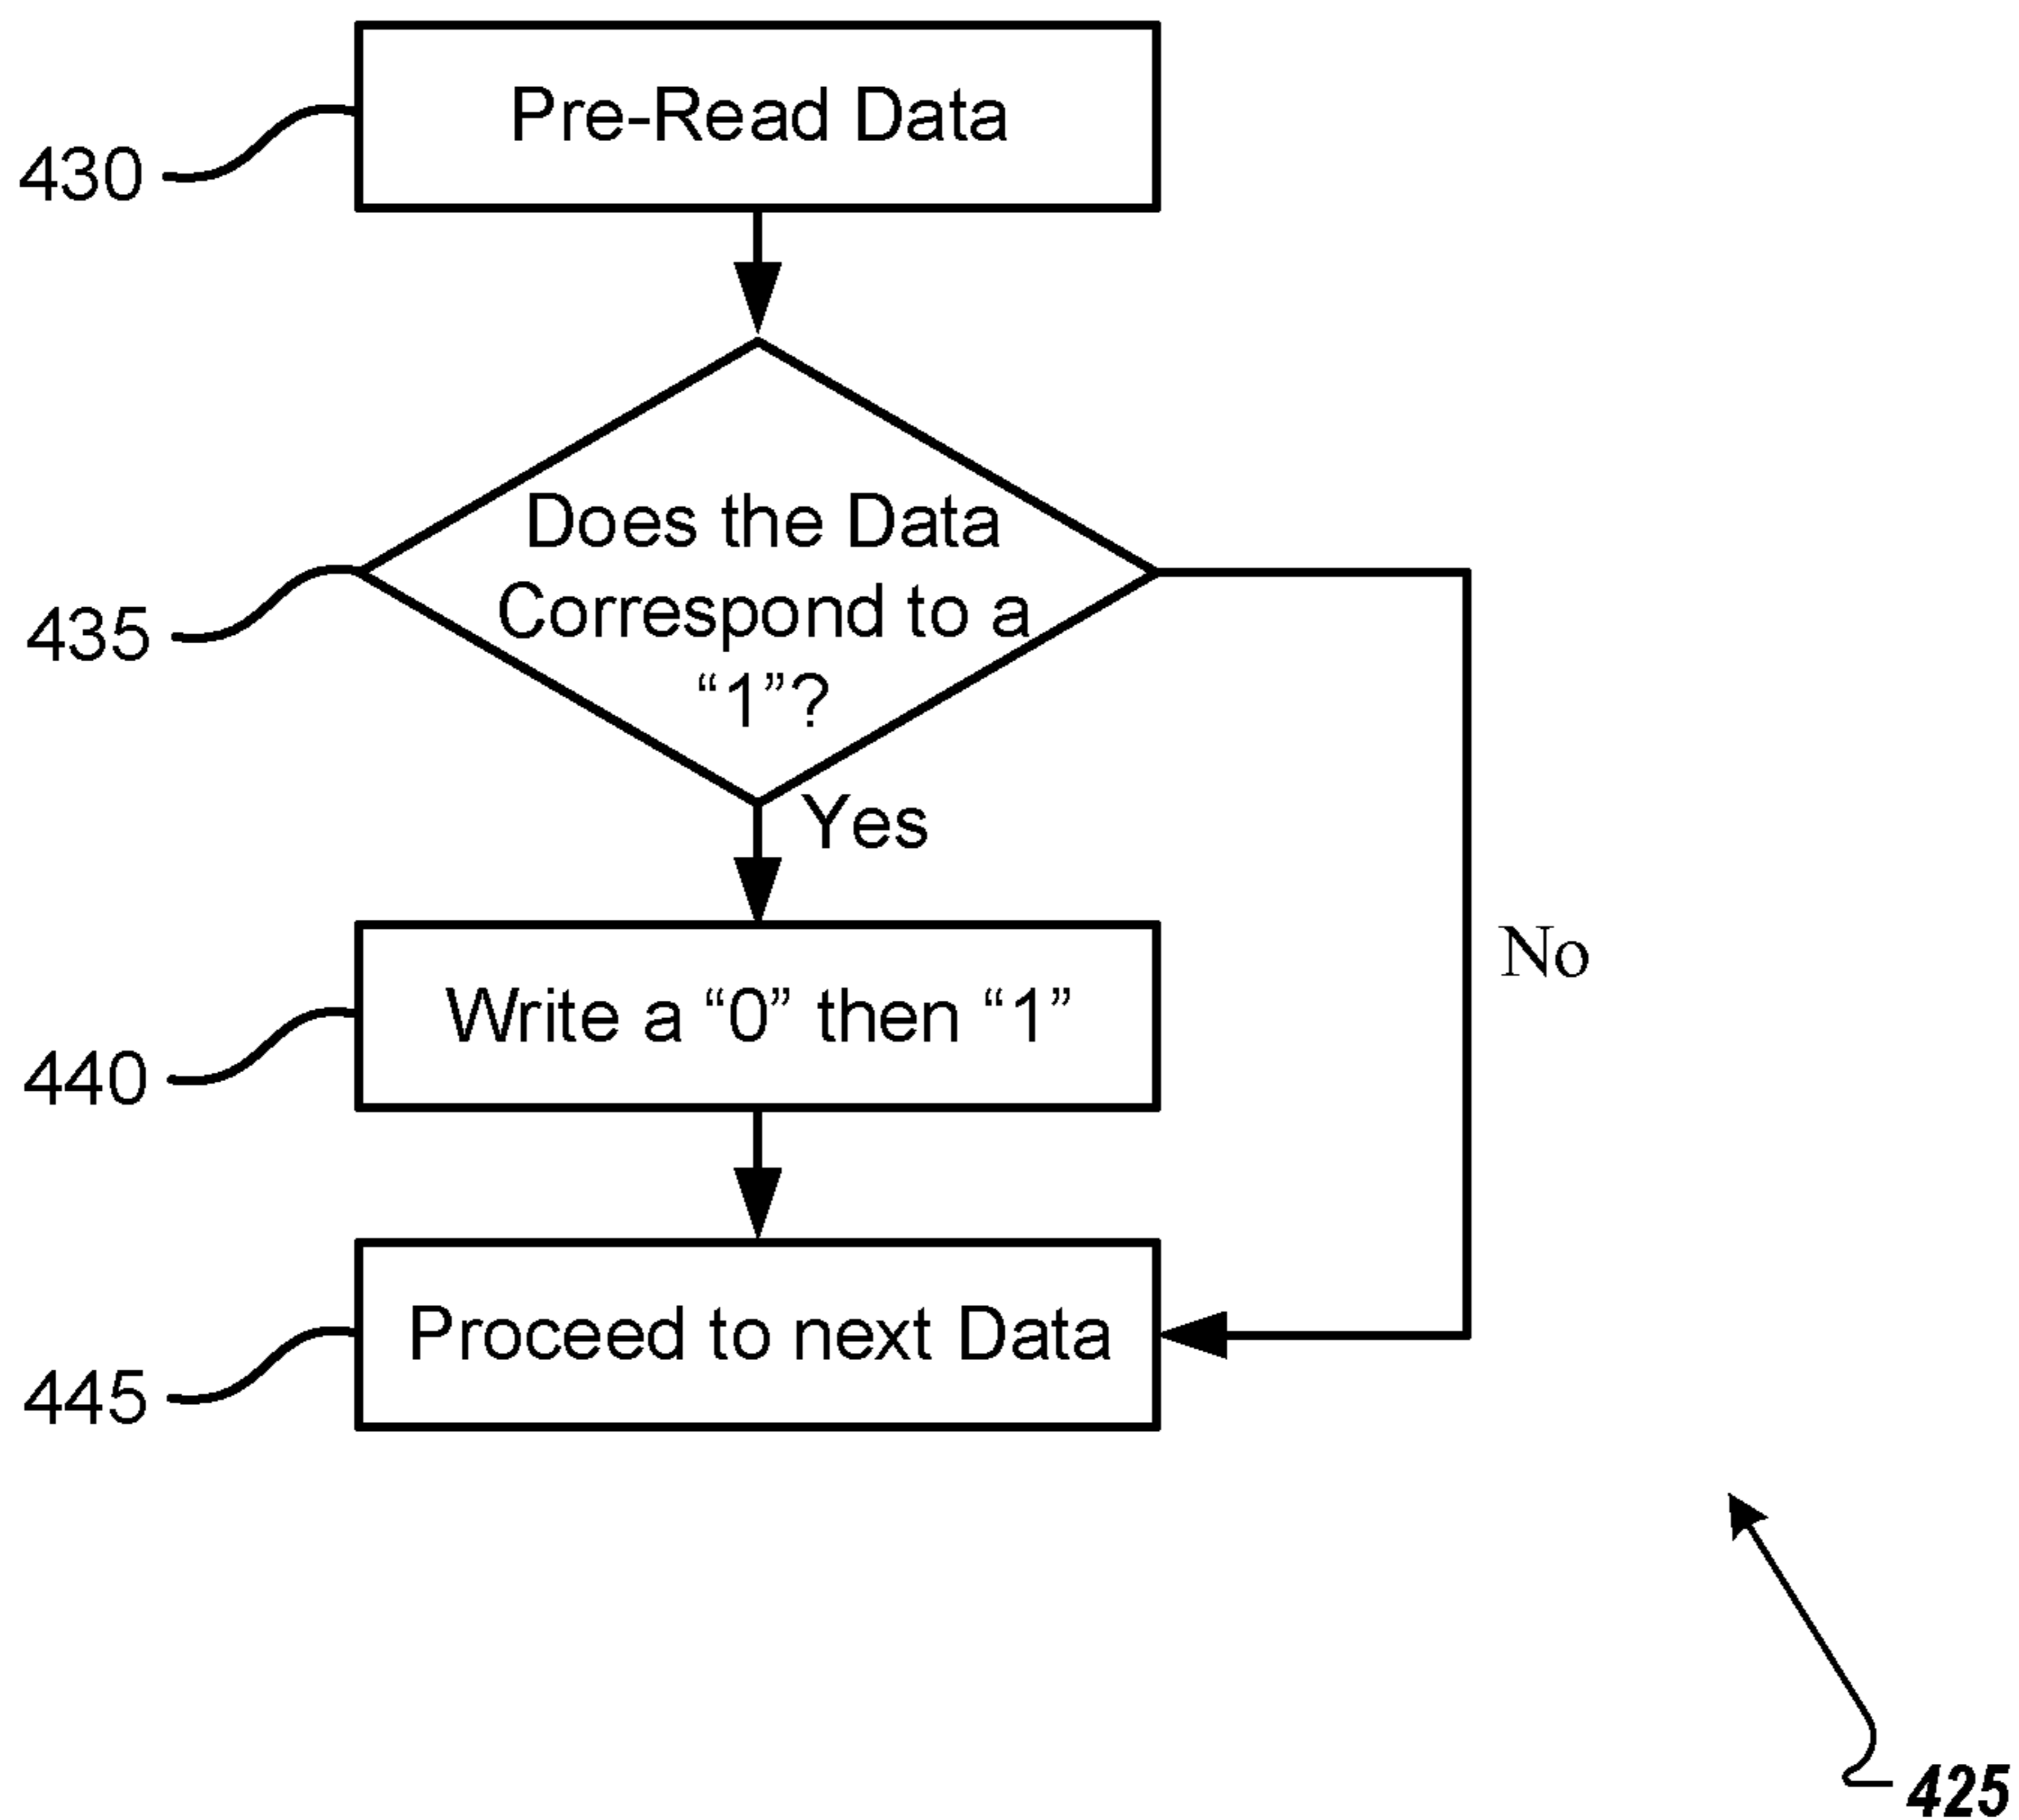 Pre-Read Data
430
Does the Data
Correspond to a
“1”?
435
Yes
No
Write a “0” then “1”
440
Proceed to next Data
445
425